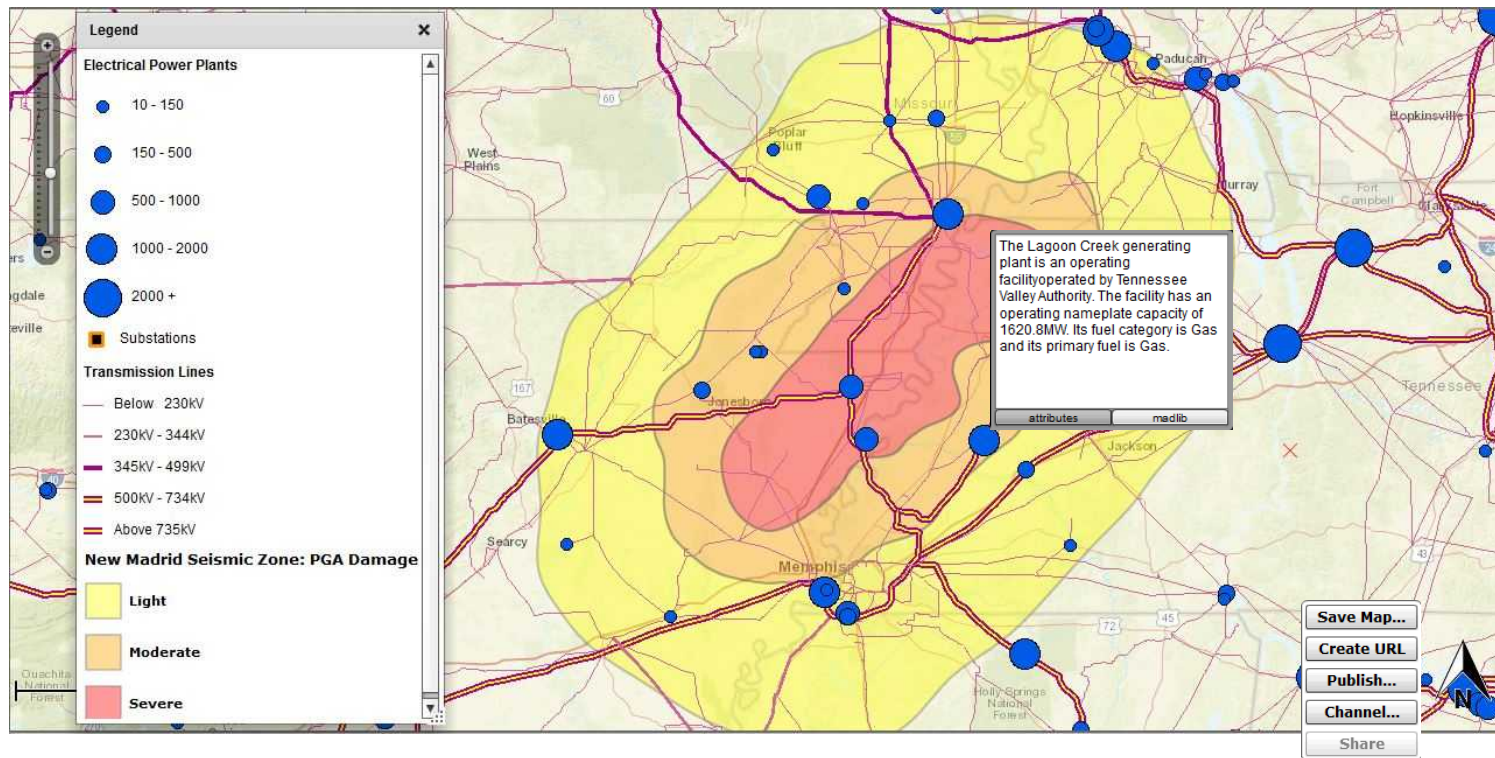 Legend
Electrical Power Plants
10 - 150
150 - 500
500 - 1000
1000 - 2000
2000 +
Substations
Transmission Lines
Below 230kV
230kV - 344kV
345kV - 499kV
500kV - 734kV
Above 735kV
New Madrid Seismic Zone: PGA Damage
Light
Moderate
Severe
The Lagoon Creek generating
plant is an operating
facilityoperated by Tennessee
Valley Authority. The facility has an
operating nameplate capacity of
1620.8MW. Its fuel category is Gas
and its primary fuel is Gas.
attributes
madlib
60
Missouri
Paducah
Hopkinsville
Poplar
Bluff
West
Plains
Murray
Fort
Campbell
ers
ngdale
eville
167
Jonesboro
Batesville
Tennessee
Jackson
Searcy
Memphis
43
72
45
Ouachita
National
Forest
Holly Springs
National
Forest
Save Map...
Create URL
Publish...
Channel...
Share
N